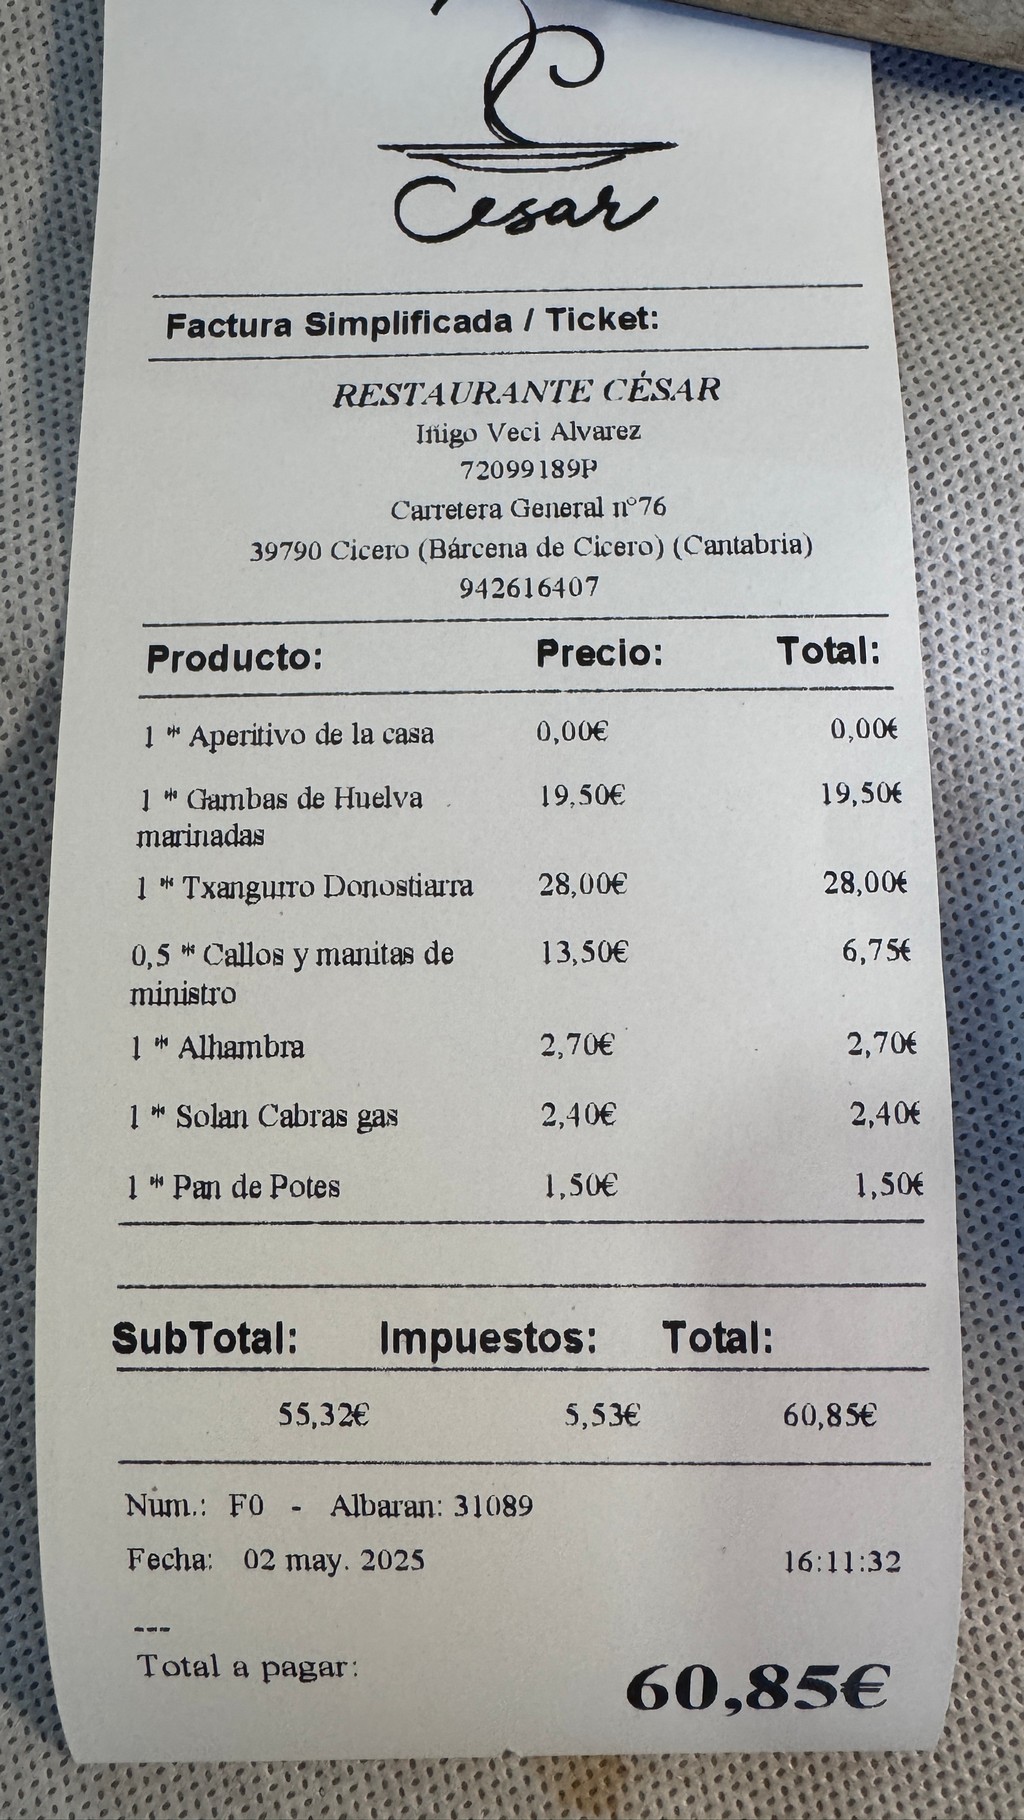 Cesar
Factura Simplificada / Ticket:
RESTAURANTE CÉSAR
Iñigo Veci Alvarez
72099189P
Carretera General nº76
39790 Cicero (Bárcena de Cicero) (Cantabria)
942616407
Producto: Precio: Total:
1 * Aperitivo de la casa 0,00€ 0,00€
1 * Gambas de Huelva 19,50€ 19,50€
marinadas
1 * Txangurro Donostiarra 28,00€ 28,00€
0,5 * Callos y manitas de 13,50€ 6,75€
ministro
1 * Alhambra 2,70€ 2,70€
1 * Solan Cabras gas 2,40€ 2,40€
1 * Pan de Potes 1,50€ 1,50€
SubTotal: Impuestos: Total:
55,32€ 5,53€ 60,85€
Num.: F0 - Albaran: 31089
Fecha: 02 may. 2025 16:11:32
---
Total a pagar: 60,85€